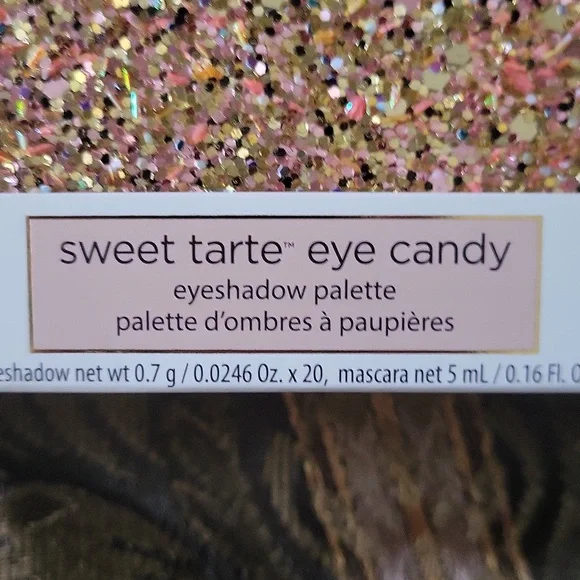 sweet tarte™ eye candy
eyeshadow palette
palette d'ombres à paupières
eshadow net wt 0.7 g / 0.0246 Oz. x 20, mascara net 5 mL / 0.16 Fl. O